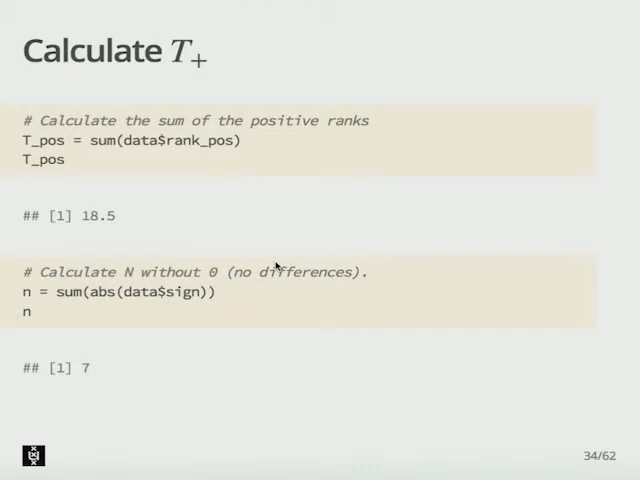 Calculate T+
# Calculate the sum of the positive ranks
T_pos = sum(data$rank_pos)
T_pos
## [1] 18.5
# Calculate N without 0 (no differences).
n = sum(abs(data$sign))
n
## [1] 7
34/62